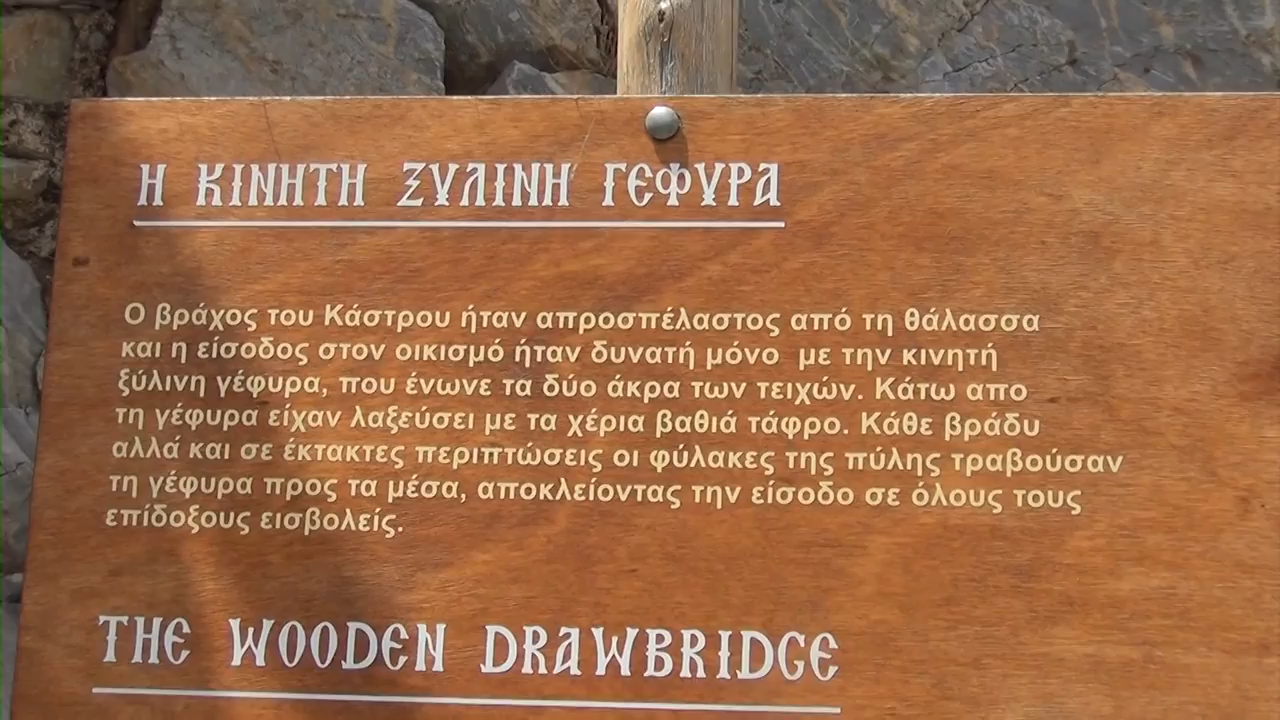 Η ΚΙΝΗΤΗ ΞΥΛΙΝΗ ΓΕΦΥΡΑ
Ο βράχος του Κάστρου ήταν απροσπέλαστος από τη θάλασσα
και η είσοδος στον οικισμό ήταν δυνατή μόνο με την κινητή
ξύλινη γέφυρα, που ένωνε τα δύο άκρα των τειχών. Κάτω απο
τη γέφυρα είχαν λαξεύσει με τα χέρια βαθιά τάφρο. Κάθε βράδυ
αλλά και σε έκτακτες περιπτώσεις οι φύλακες της πύλης τραβούσαν
τη γέφυρα προς τα μέσα, αποκλείοντας την είσοδο σε όλους τους
επίδοξους εισβολείς.
THE WOODEN DRAWBRIDGE